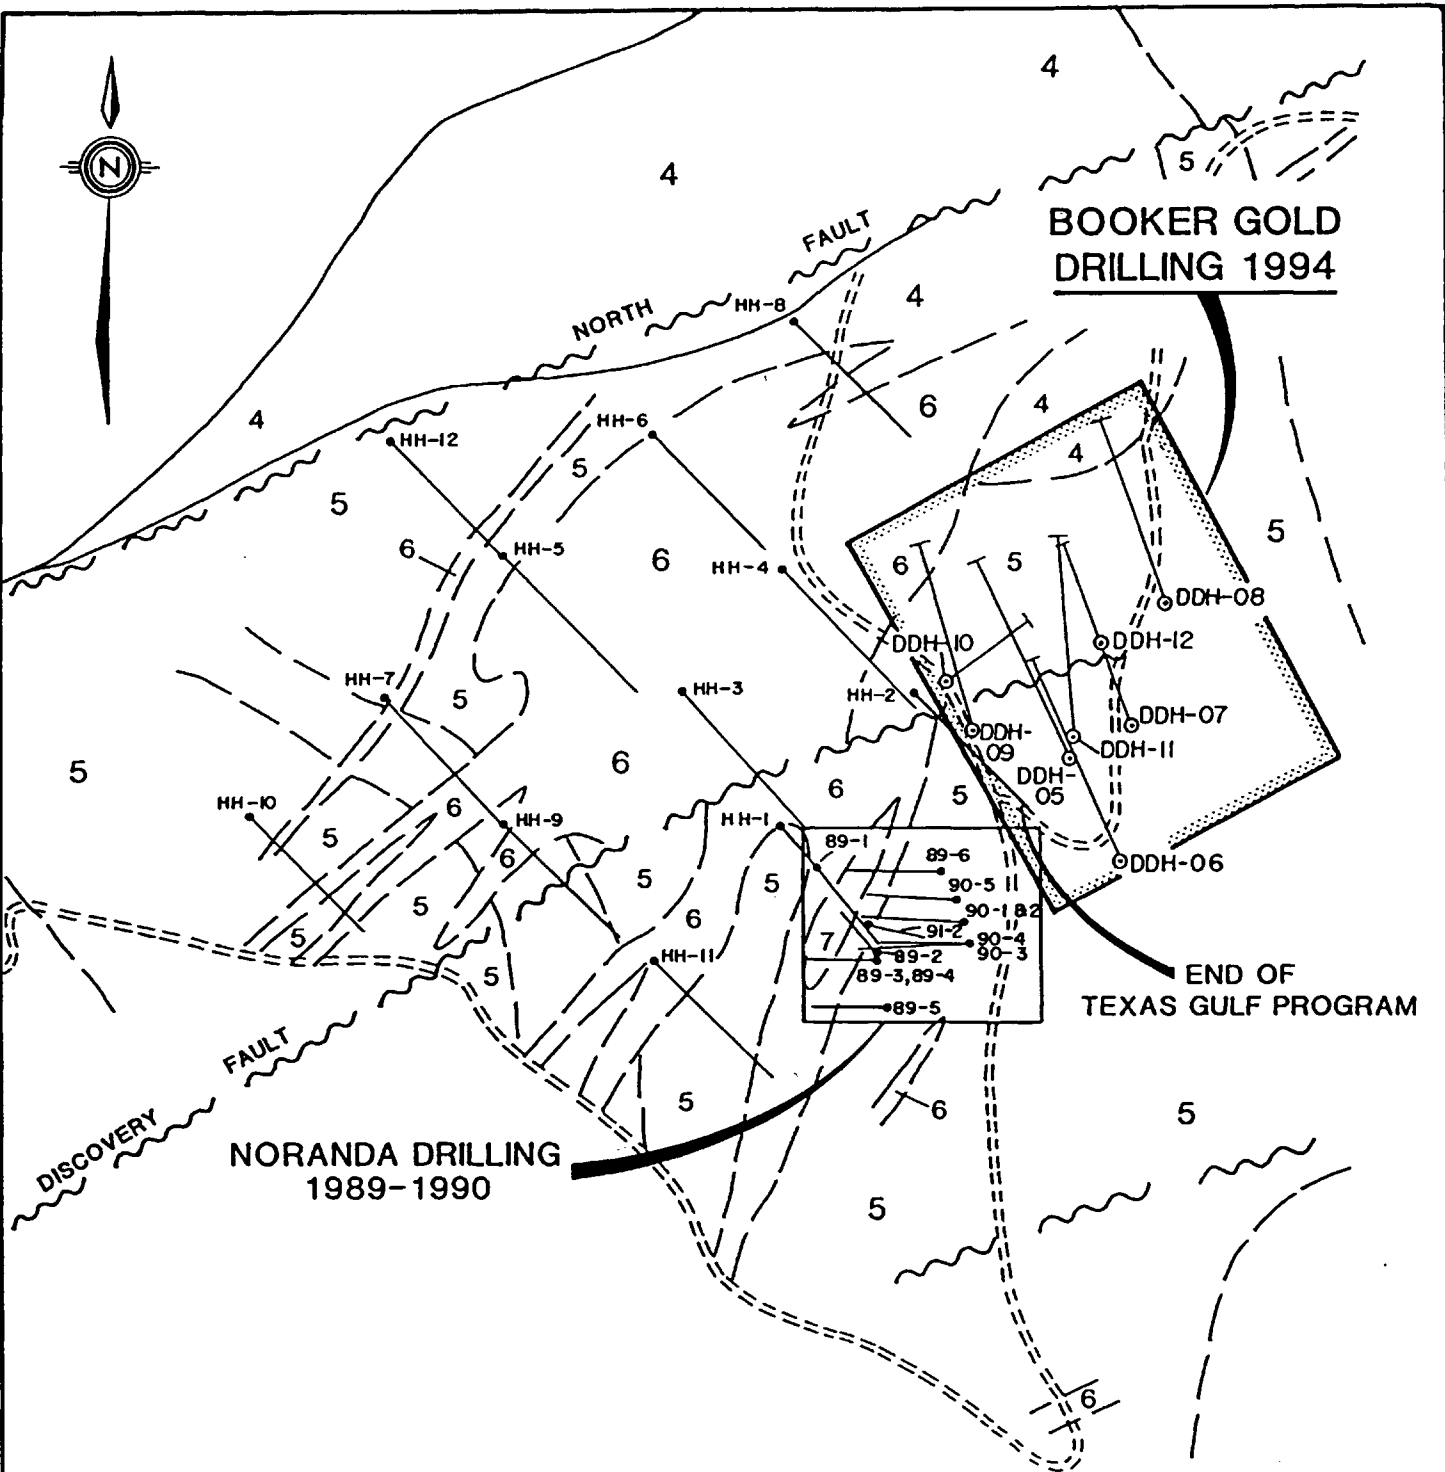 4
N
4
5
BOOKER GOLD
DRILLING 1994
FAULT
NORTH
HH-8
4
4
6
4
HH-12
HH-6
4
5
5
5
6
HH-5
6
HH-4
6
5
DDH-08
DDH-10
DDH-12
HH-7
5
HH-3
HH-2
DDH-07
DDH-
09
DDH-11
5
6
DDH-
05
6
5
HH-10
6
HH-9
HH-1
5
6
89-1
89-6
DDH-06
5
5
90-5
5
6
90-1&2
91-2
5
7
90-4
90-3
HH-11
89-2
89-3,89-4
5
END OF
TEXAS GULF PROGRAM
89-5
FAULT
5
6
5
DISCOVERY
NORANDA DRILLING
1989-1990
5
6